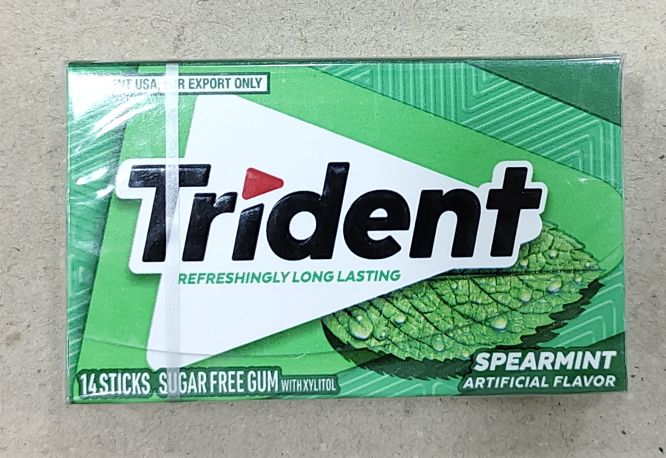 USA, FOR EXPORT ONLY
Trident
REFRESHINGLY LONG LASTING
14 STICKS SUGAR FREE GUM WITH XYLITOL
SPEARMINT
ARTIFICIAL FLAVOR